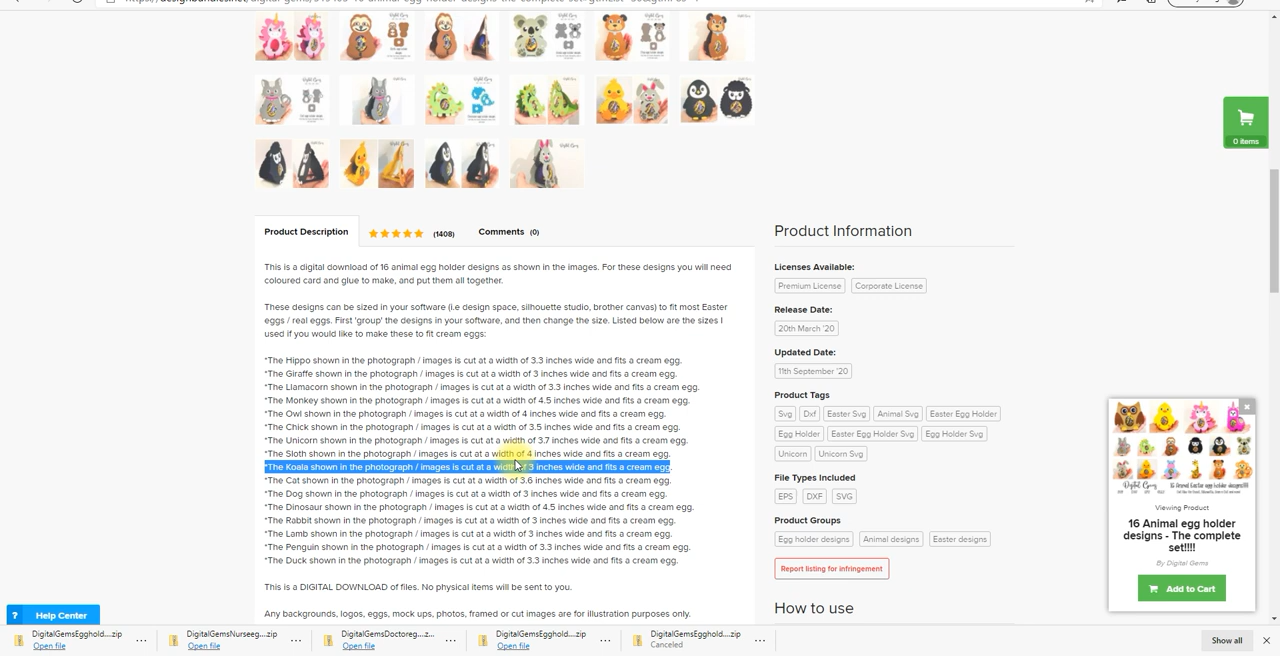 0 items
Product Description
(1408)
Comments (0)
This is a digital download of 16 animal egg holder designs as shown in the images. For these designs you will need
coloured card and glue to make, and put them all together.
These designs can be sized in your software (i.e design space, silhouette studio, brother canvas) to fit most Easter
eggs / real eggs. First 'group' the designs in your software, and then change the size. Listed below are the sizes I
used if you would like to make these to fit cream eggs:
*The Hippo shown in the photograph / images is cut at a width of 3.3 inches wide and fits a cream egg.
*The Giraffe shown in the photograph / images is cut at a width of 3 inches wide and fits a cream egg.
*The Llamacorn shown in the photograph / images is cut at a width of 3.3 inches wide and fits a cream egg.
*The Monkey shown in the photograph / images is cut at a width of 4.5 inches wide and fits a cream egg.
*The Owl shown in the photograph / images is cut at a width of 4 inches wide and fits a cream egg.
*The Chick shown in the photograph / images is cut at a width of 3 inches wide and fits a cream egg.
*The Unicorn shown in the photograph / images is cut at a width of 3.7 inches wide and fits a cream egg.
*The Sloth shown in the photograph / images is cut at a width of 4 inches wide and fits a cream egg.
*The Koala shown in the photograph / images is cut at a width of 3 inches wide and fits a cream egg.
*The Cat shown in the photograph / images is cut at a width of 3.6 inches wide and fits a cream egg.
*The Dog shown in the photograph / images is cut at a width of 3 inches wide and fits a cream egg.
*The Dinosaur shown in the photograph / images is cut at a width of 4.5 inches wide and fits a cream egg.
*The Rabbit shown in the photograph / images is cut at a width of 3 inches wide and fits a cream egg.
*The Lamb shown in the photograph / images is cut at a width of 3 inches wide and fits a cream egg.
*The Penguin shown in the photograph / images is cut at a width of 3.3 inches wide and fits a cream egg.
*The Duck shown in the photograph / images is cut at a width of 3.3 inches wide and fits a cream egg.
This is a DIGITAL DOWNLOAD of files. No physical items will be sent to you.
Any backgrounds, logos, eggs, mock ups, photos, framed or cut images are for illustration purposes only.
Product Information
Licenses Available:
Premium License Corporate License
Release Date:
20th March '20
Updated Date:
11th September '20
Product Tags
Svg Dxf Easter Svg Animal Svg Easter Egg Holder
Egg Holder Easter Egg Holder Svg Egg Holder Svg
Unicorn Unicorn Svg
File Types Included
EPS DXF SVG
Product Groups
Egg holder designs Animal designs Easter designs
Report listing for infringement
How to use
Viewing Product
16 Animal egg holder
designs - The complete
set!!!!
By Digital Gems
Add to Cart
? Help Center
DigitalGemsEgghold....zip
Open file
DigitalGemsNurseeg....zip
Open file
DigitalGemsDoctoreg....z...
Open file
DigitalGemsEgghold....zip
Open file
DigitalGemsEgghold....zip
Canceled
Show all